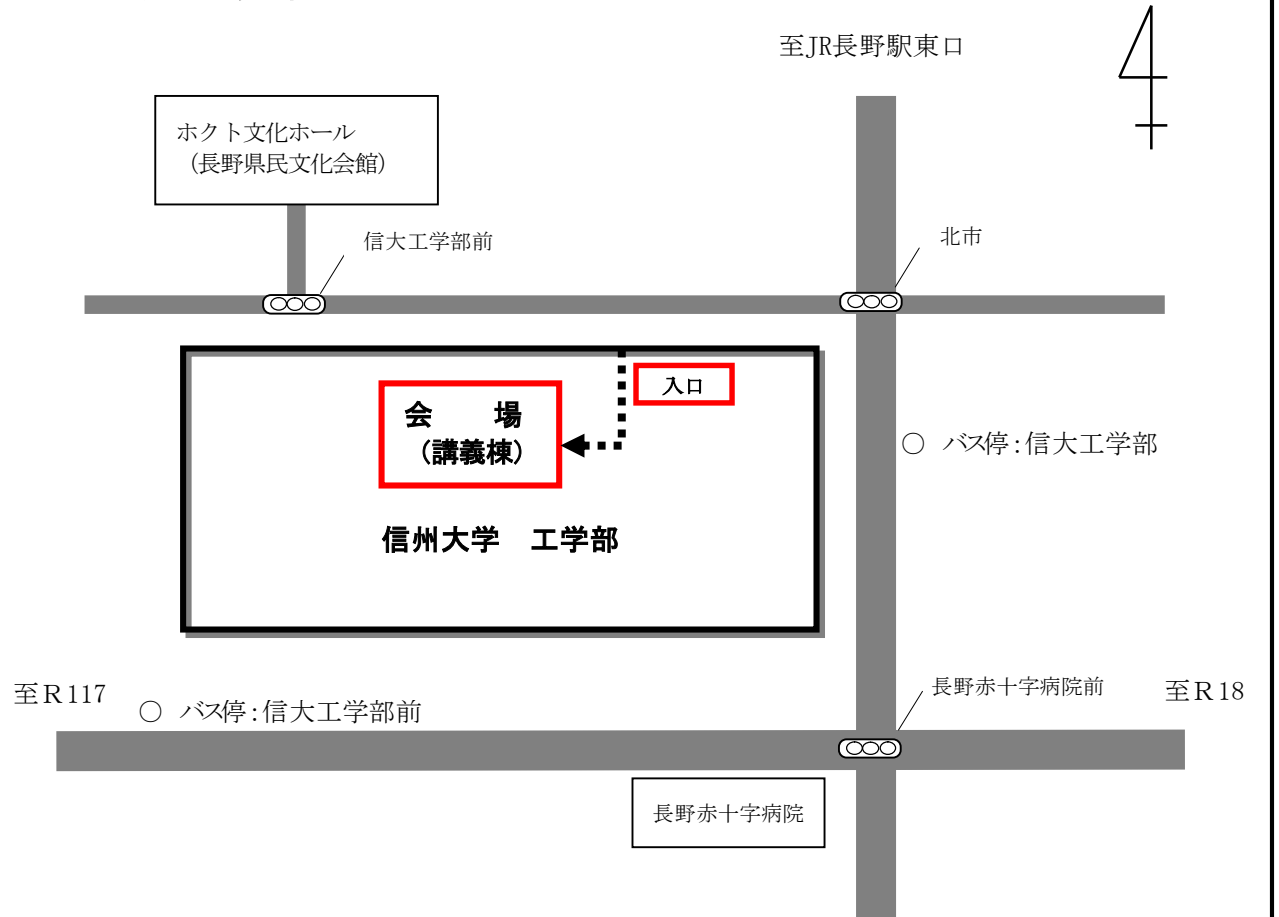 至JR長野駅東口
ホクト文化ホール
（長野県民文化会館）
信大工学部前
北市
入口
会　　場
（講義棟）
○ バス停：信大工学部
信州大学　工学部
至Ｒ117
○ バス停：信大工学部前
長野赤十字病院前
至Ｒ18
長野赤十字病院